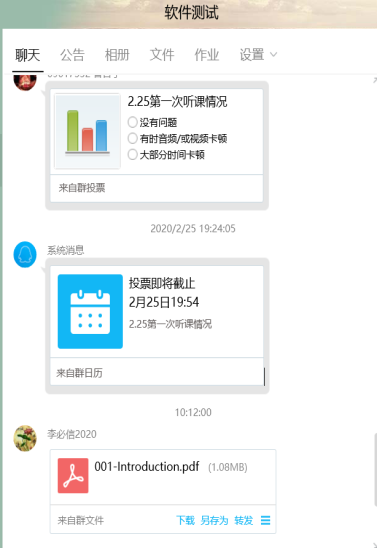 软件测试
聊天 公告 相册 文件 作业 设置
2.25第一次听课情况
没有问题
有时音频/或视频卡顿
大部分时间卡顿
来自群投票
2020/2/25 19:24:05
系统消息
投票即将截止
2月25日19:54
2.25第一次听课情况
来自群日历
10:12:00
李必信2020
001-Introduction.pdf (1.08MB)
来自群文件 下载 另存为 转发